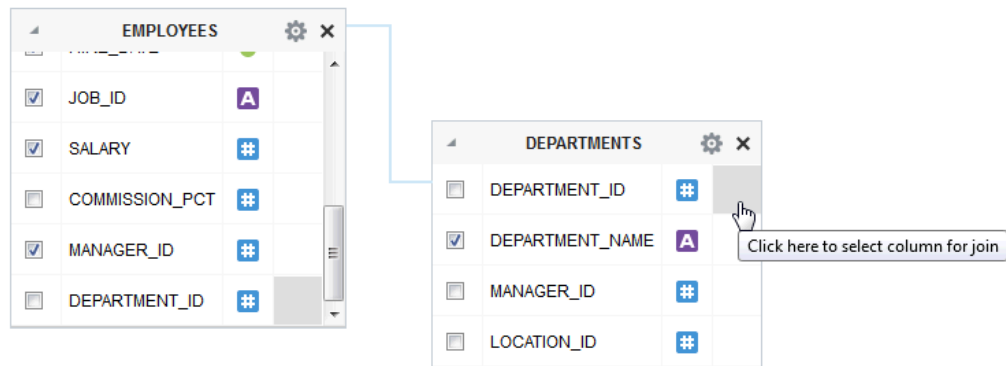 EMPLOYEES
JOB_ID A
SALARY #
COMMISSION_PCT #
MANAGER_ID #
DEPARTMENT_ID #
DEPARTMENTS
DEPARTMENT_ID #
DEPARTMENT_NAME A
Click here to select column for join
MANAGER_ID #
LOCATION_ID #